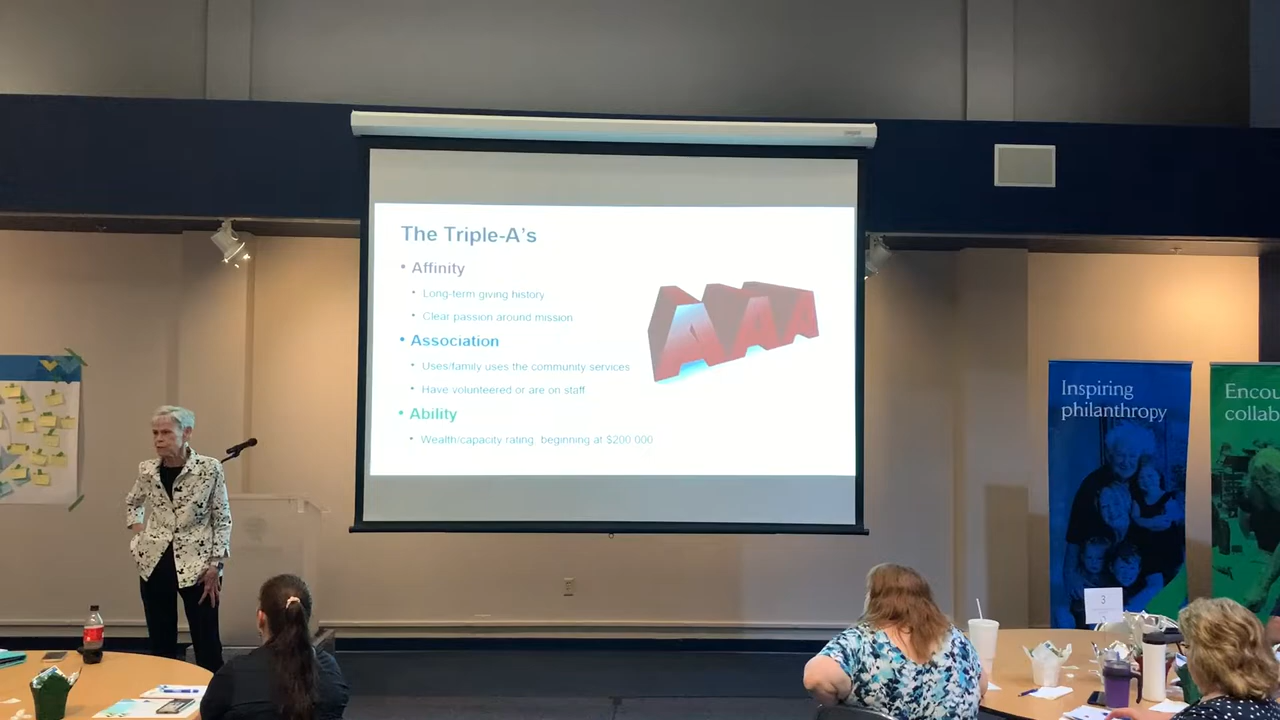 The Triple-A's
• Affinity
• Long-term giving history
• Clear passion around mission
• Association
• Uses/family uses the community services
• Have volunteered or are on staff
• Ability
• Wealth/capacity rating, beginning at $200 000
AAA
Inspiring
philanthropy
Encou
collab
3